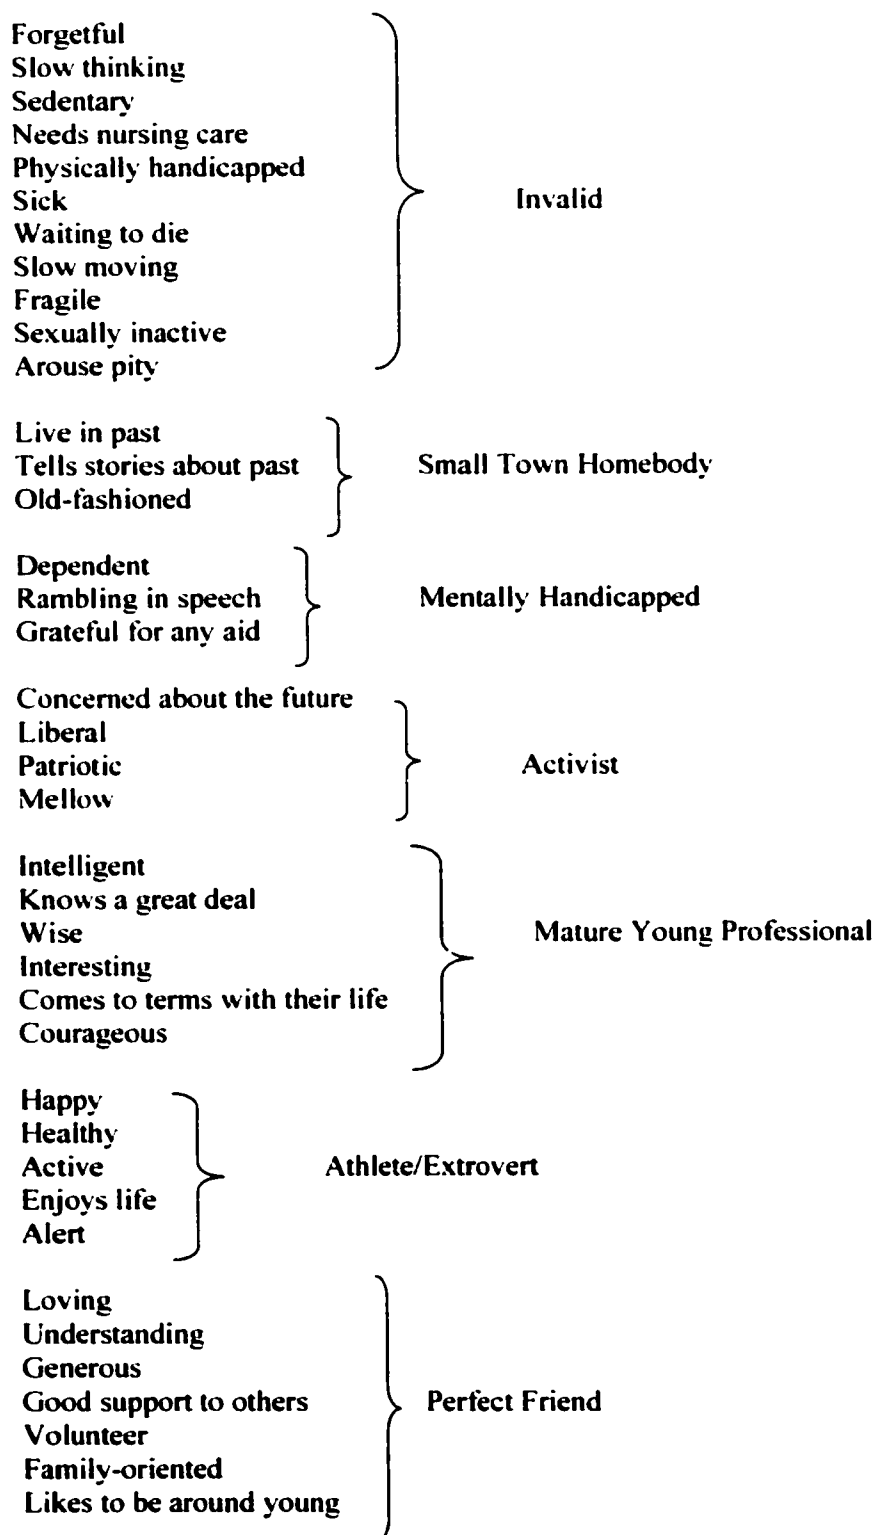 Forgetful
Slow thinking
Sedentary
Needs nursing care
Physically handicapped
Sick
Invalid
Waiting to die
Slow moving
Fragile
Sexually inactive
Arouse pity
Live in past
Tells stories about past
Small Town Homebody
Old-fashioned
Dependent
Rambling in speech
Mentally Handicapped
Grateful for any aid
Concerned about the future
Liberal
Patriotic
Activist
Mellow
Intelligent
Knows a great deal
Wise
Mature Young Professional
Interesting
Comes to terms with their life
Courageous
Happy
Healthy
Active
Athlete/Extrovert
Enjoys life
Alert
Loving
Understanding
Generous
Good support to others
Perfect Friend
Volunteer
Family-oriented
Likes to be around young